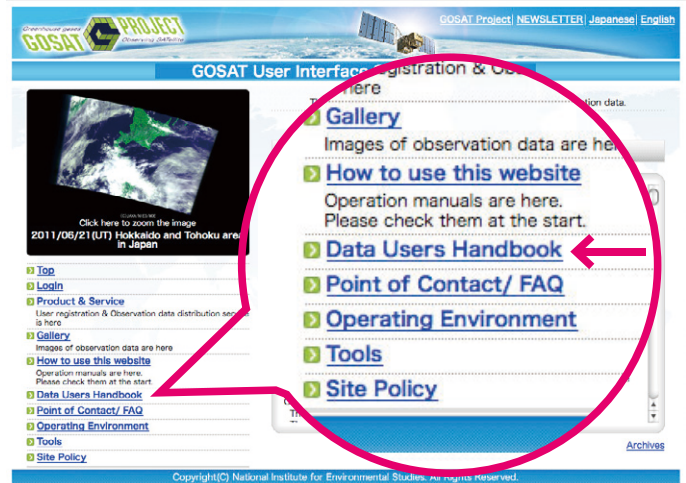 Greenhouse gases
GOSAT PROJECT
Observing SATellite
GOSAT Project| NEWSLETTER| Japanese| English
GOSAT User Interface
gistration & Ob
here
T
tion data.
Gallery
Images of observation data are he
How to use this website
Operation manuals are here.
Please check them at the start.
Data Users Handbook
Point of Contact/ FAQ
Operating Environment
Tools
Site Policy
Click here to zoom the image
2011/06/21(UT) Hokkaido and Tohoku area
in Japan
Top
Login
Product & Service
User registration & Observation data distribution service
is here
Gallery
Images of observation data are here
How to use this website
Operation manuals are here.
Please check them at the start.
Data Users Handbook
Point of Contact/ FAQ
Operating Environment
Tools
Site Policy
Th
Archives
Copyright(C) National Institute for Environmental Studies. All Rights Reserved.